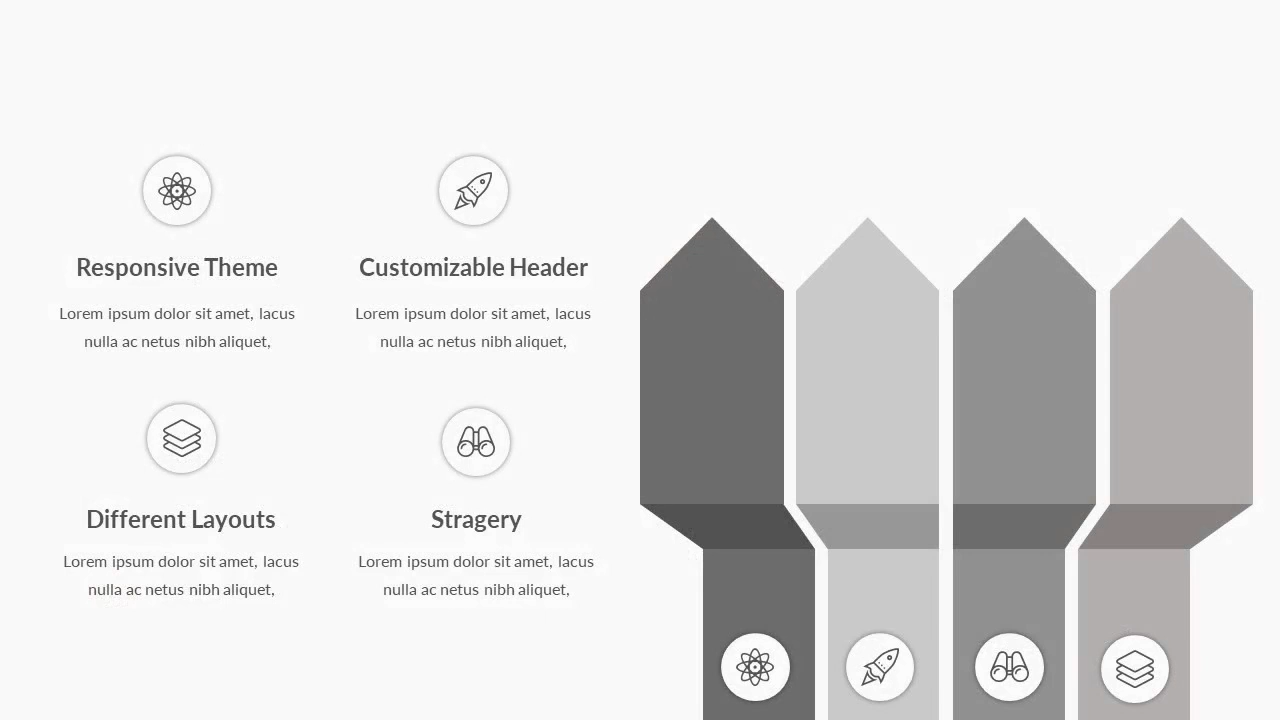 Responsive Theme
Lorem ipsum dolor sit amet, lacus
nulla ac netus nibh aliquet,
Customizable Header
Lorem ipsum dolor sit amet, lacus
nulla ac netus nibh aliquet,
Different Layouts
Lorem ipsum dolor sit amet, lacus
nulla ac netus nibh aliquet,
Stragery
Lorem ipsum dolor sit amet, lacus
nulla ac netus nibh aliquet,